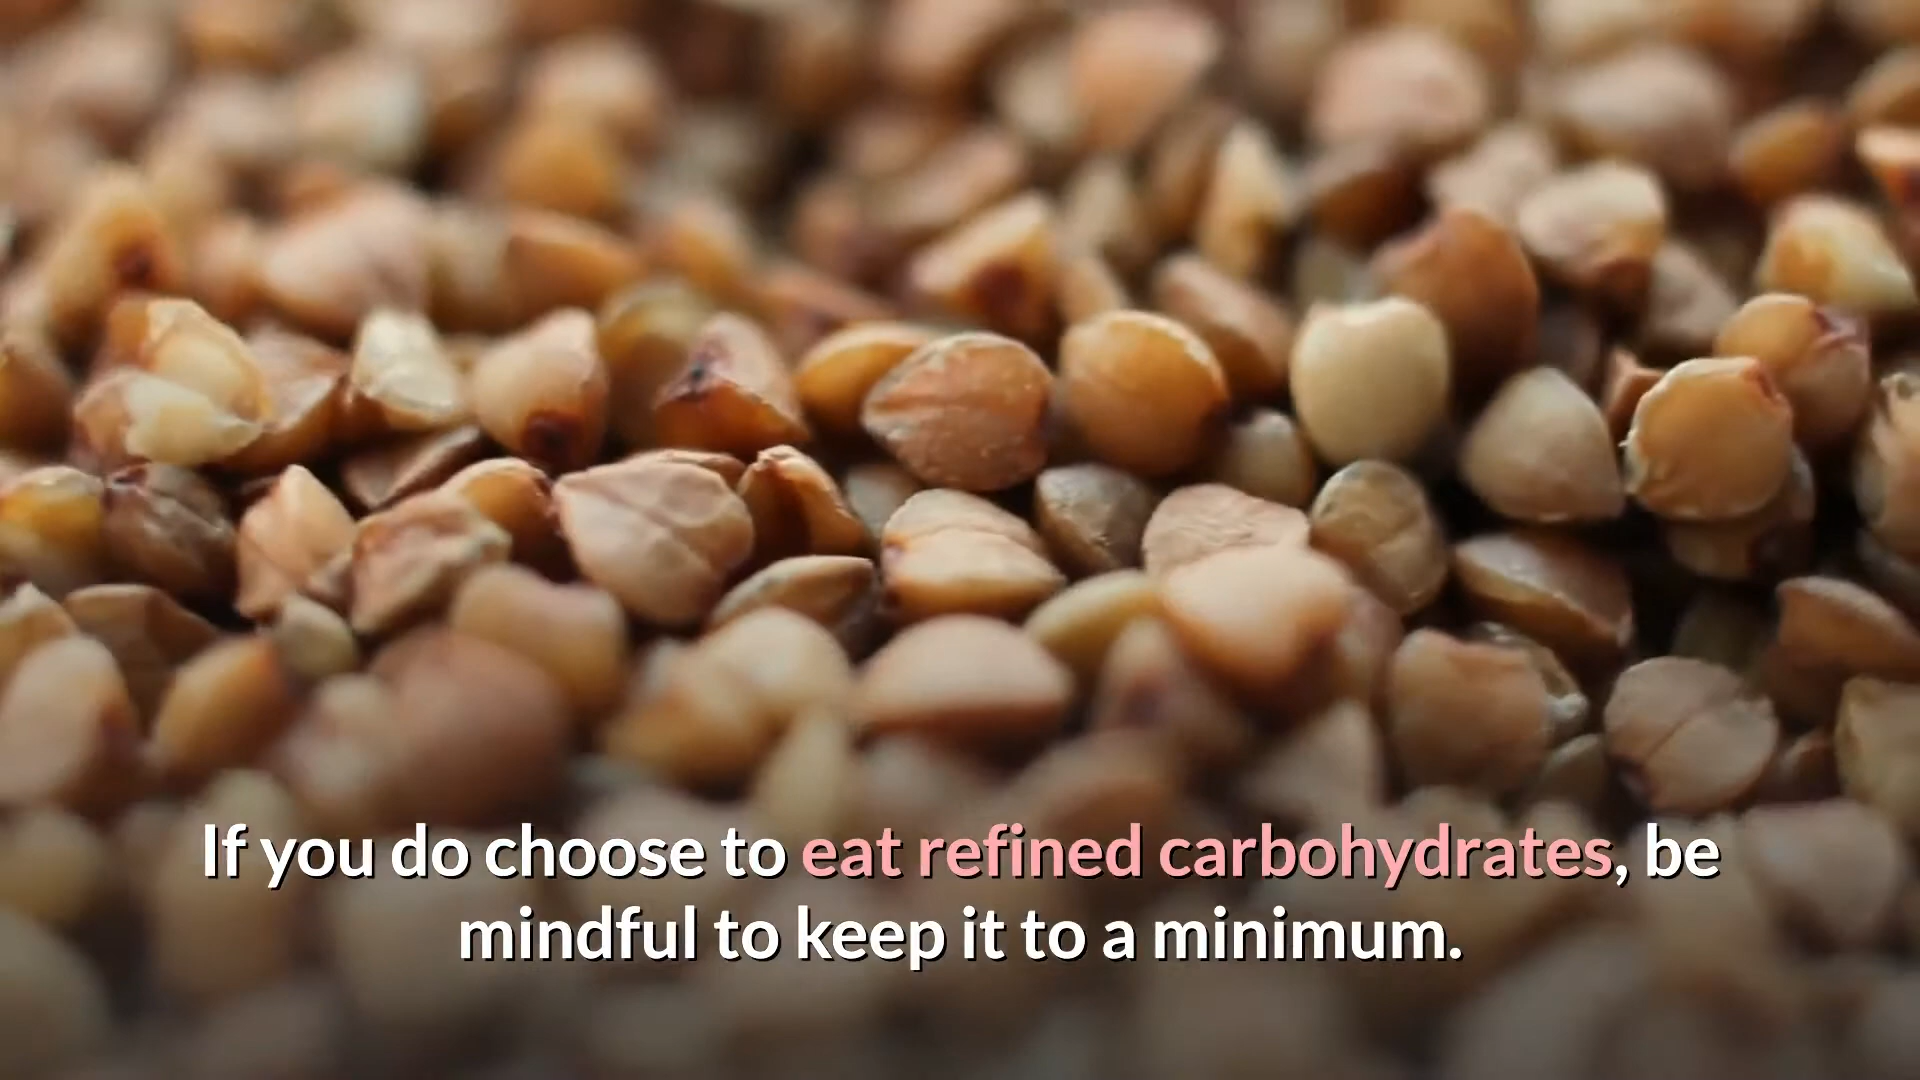 If you do choose to eat refined carbohydrates, be
mindful to keep it to a minimum.